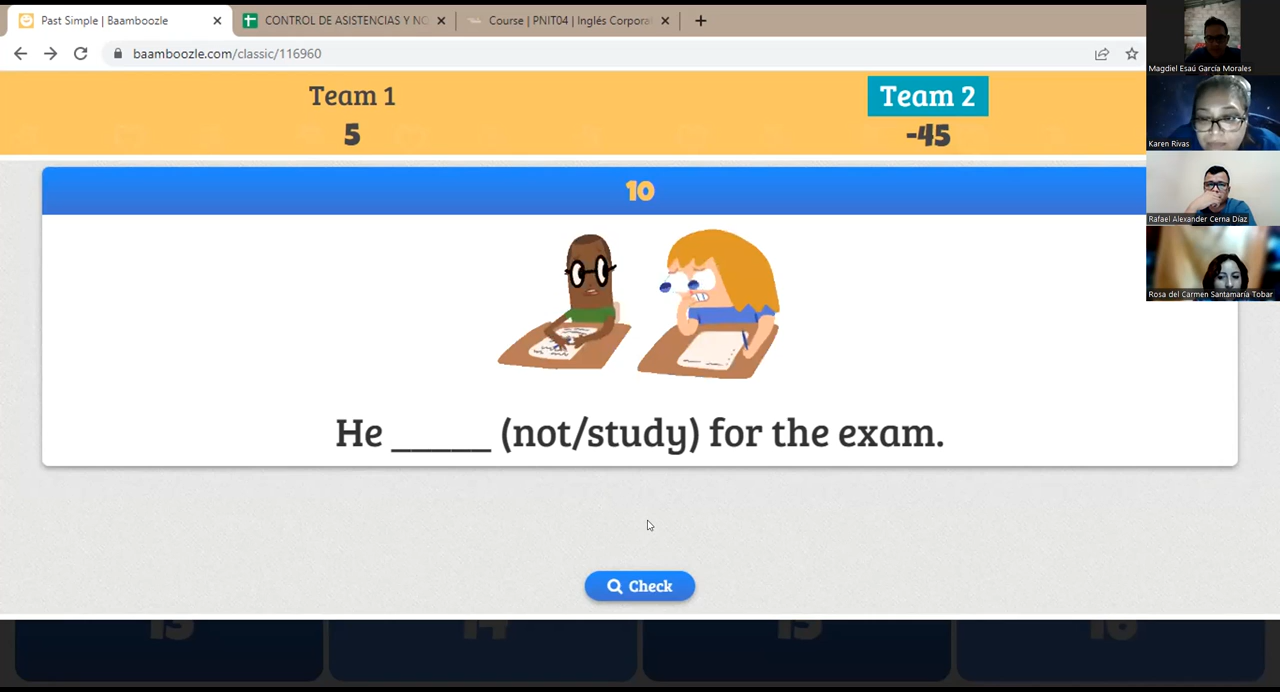 Past Simple | Baamboozle
CONTROL DE ASISTENCIAS Y NO
Course | PNIT04 | Inglés Corpora
baamboozle.com/classic/116960
Team 1
5
Team 2
-45
10
He _____ (not/study) for the exam.
Check
Magdiel Esaú García Morales
Karen Rivas
Rafael Alexander Cerna Díaz
Rosa del Carmen Santamaría Tobar